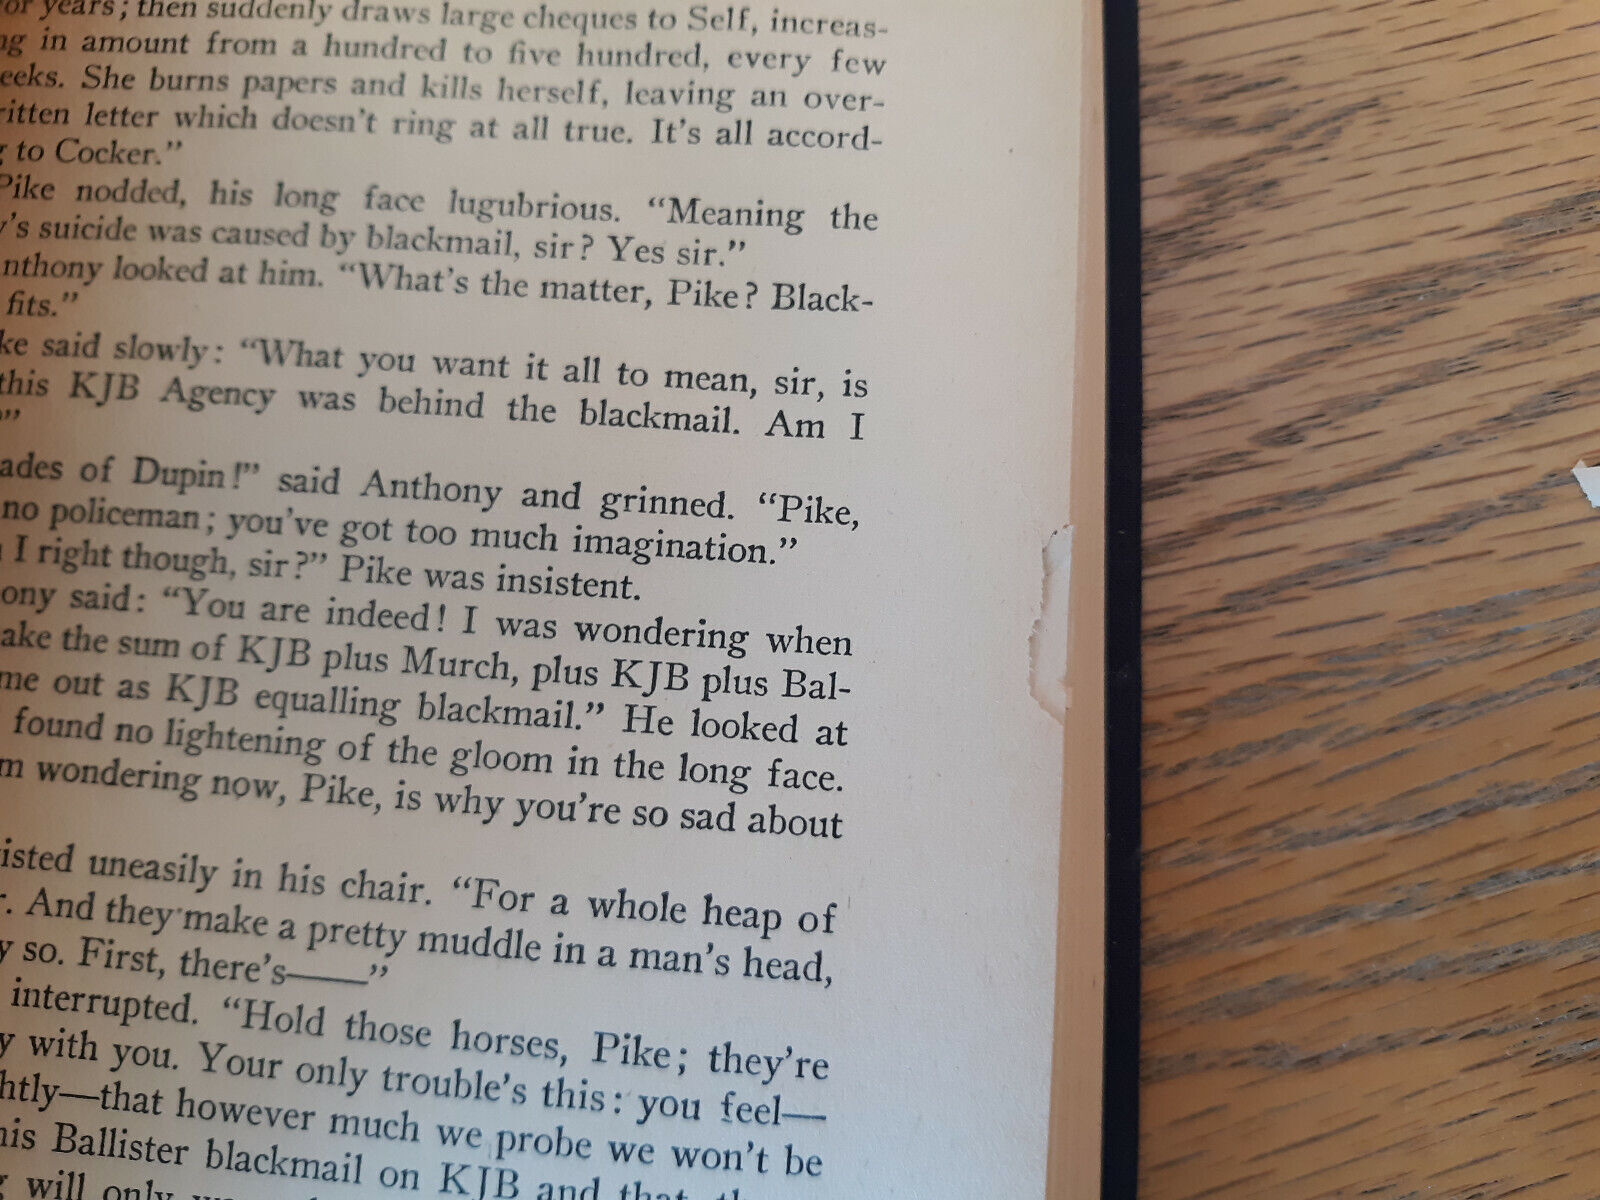 or years; then suddenly draws large cheques to Self, increas-
ng in amount from a hundred to five hundred, every few
eeks. She burns papers and kills herself, leaving an over-
ritten letter which doesn't ring at all true. It's all accord-
g to Cocker."
Pike nodded, his long face lugubrious. "Meaning the
y's suicide was caused by blackmail, sir? Yes sir."
nthony looked at him. "What's the matter, Pike? Black-
fits."
ke said slowly: "What you want it all to mean, sir, is
this KJB Agency was behind the blackmail. Am I
?"
ades of Dupin!" said Anthony and grinned. "Pike,
no policeman; you've got too much imagination."
I right though, sir?" Pike was insistent.
ony said: "You are indeed! I was wondering when
ake the sum of KJB plus Murch, plus KJB plus Bal-
me out as KJB equalling blackmail." He looked at
found no lightening of the gloom in the long face.
m wondering now, Pike, is why you're so sad about
isted uneasily in his chair. "For a whole heap of
r. And they make a pretty muddle in a man's head,
y so. First, there's——"
interrupted. "Hold those horses, Pike; they're
y with you. Your only trouble's this: you feel—
htly—that however much we probe we won't be
his Ballister blackmail on KJB and that
will only